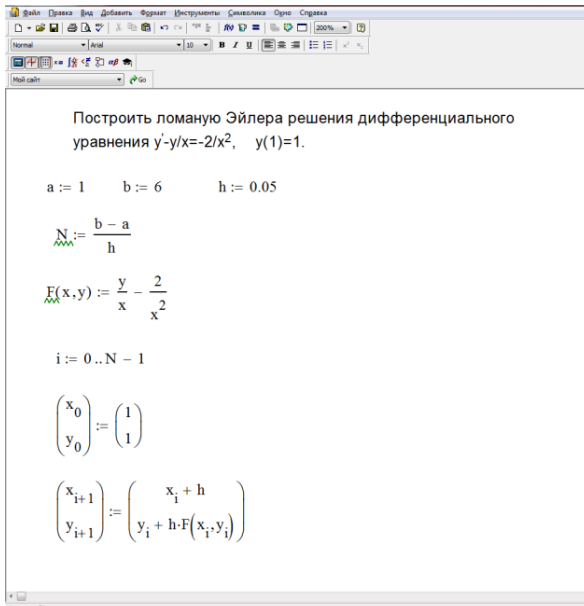 Файл Правка Вид Добавить Формат Инструменты Символика Окно Справка
200%
Normal Arial 10 B I U
Мой сайт Go
Построить ломаную Эйлера решения дифференциального
уравнения y'-y/x=-2/x², y(1)=1.
a := 1 b := 6 h := 0.05
N := (b − a)/h
F(x,y) := y/x − 2/x²
i := 0 .. N − 1
(x₀ y₀) := (1 1)
(xᵢ₊₁ yᵢ₊₁) := (xᵢ + h yᵢ + h·F(xᵢ,yᵢ))